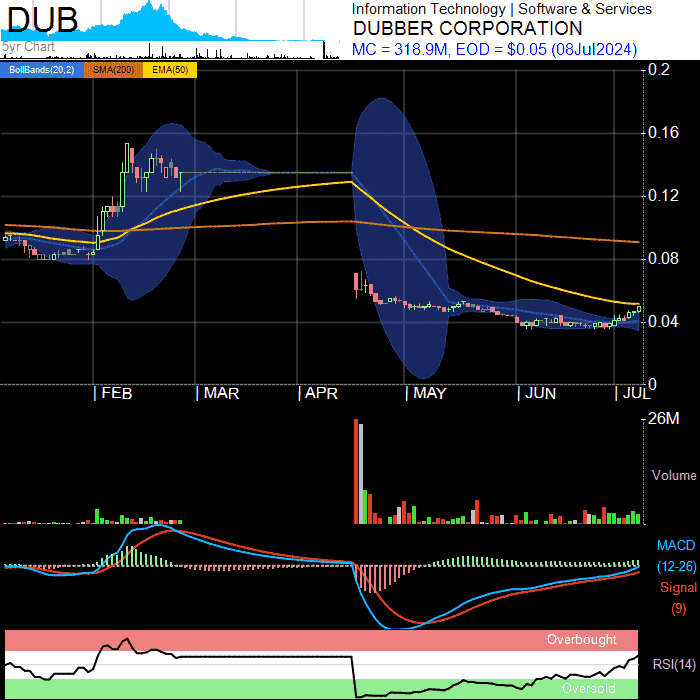 DUB
5yr Chart
Information Technology | Software & Services
DUBBER CORPORATION
MC = 318.9M, EOD = $0.05 (08Jul2024)
BollBands(20,2) SMA(200) EMA(50)
0.2
0.16
0.12
0.08
0.04
0
| FEB | MAR | APR | MAY | JUN | JUL
26M
Volume
MACD
(12-26)
Signal
(9)
Overbought
RSI(14)
Oversold